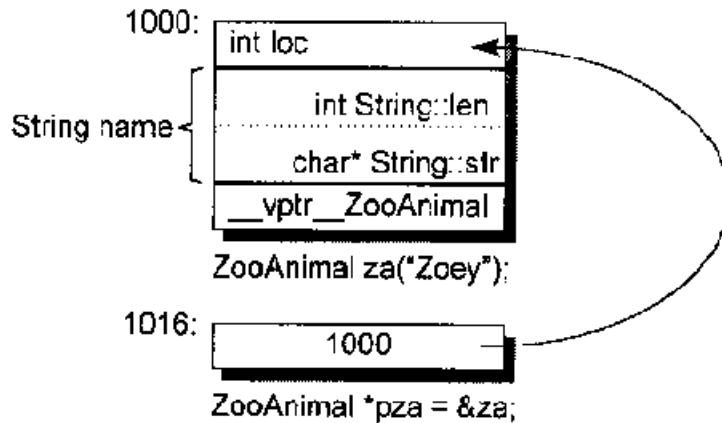 1000:
int loc
int String::len
String name
char* String::str
__vptr__ZooAnimal
ZooAnimal za("Zoey");
1016:
1000
ZooAnimal *pza = &za;